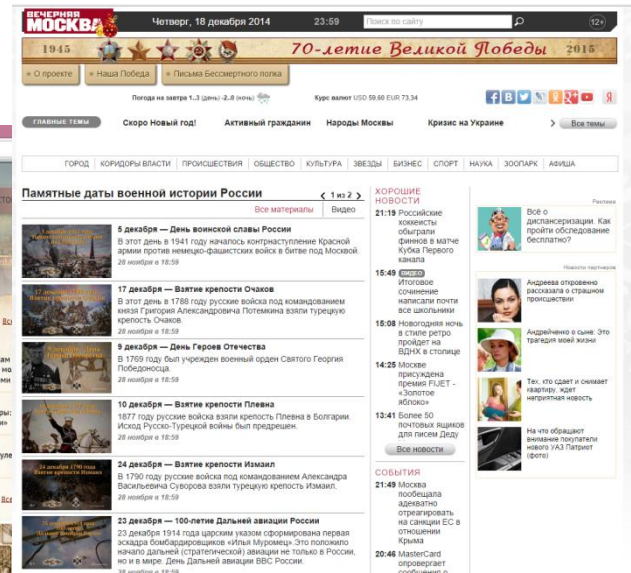 ВЕЧЕРНЯЯ
МОСКВА
Четверг, 18 декабря 2014
23:59
Поиск по сайту
12+
1945
70-летие Великой Победы
2015
О проекте
Наша Победа
Письма Бессмертного полка
Погода на завтра 1..3 (день) -2..0 (ночь)
Курс валют USD 59,60 EUR 73,34
ГЛАВНЫЕ ТЕМЫ
Скоро Новый год!
Активный гражданин
Народы Москвы
Кризис на Украине
Все темы
ГОРОД
КОРИДОРЫ ВЛАСТИ
ПРОИСШЕСТВИЯ
ОБЩЕСТВО
КУЛЬТУРА
ЗВЕЗДЫ
БИЗНЕС
СПОРТ
НАУКА
ЗООПАРК
АФИША
Памятные даты военной истории России
1 из 2
Все материалы
Видео
5 декабря — День воинской славы России
В этот день в 1941 году началось контрнаступление Красной
армии против немецко-фашистских войск в битве под Москвой.
28 ноября в 18:59
17 декабря — Взятие крепости Очаков
В этот день в 1788 году русские войска под командованием
князя Григория Александровича Потемкина взяли турецкую
крепость Очаков.
28 ноября в 18:59
9 декабря — День Героев Отечества
В 1769 году был учрежден военный орден Святого Георгия
Победоносца.
28 ноября в 18:59
10 декабря — Взятие крепости Плевна
1877 году русские войска взяли крепость Плевна в Болгарии.
Исход Русско-Турецкой войны был предрешен.
28 ноября в 18:59
24 декабря — Взятие крепости Измаил
В 1790 году русские войска под командованием Александра
Васильевича Суворова взяли турецкую крепость Измаил.
28 ноября в 18:59
23 декабря — 100-летие Дальней авиации России
23 декабря 1914 года царским указом сформирована первая
эскадра бомбардировщиков «Илья Муромец». Это положило
начало дальней (стратегической) авиации не только в России,
но и в мире. День Дальней авиации ВВС России.
28 ноября в 18:59
ХОРОШИЕ
НОВОСТИ
21:19 Российские
хоккеисты
обыграли
финнов в матче
Кубка Первого
канала
15:49 ВИДЕО
Итоговое
сочинение
написали почти
все школьники
15:08 Новогодняя ночь
в стиле ретро
пройдет на
ВДНХ в столице
14:25 Москве
присуждена
премия FIJET -
«Золотое
яблоко»
13:41 Более 50
почтовых ящиков
для писем Деду
Все новости
СОБЫТИЯ
21:49 Москва
пообещала
адекватно
отреагировать
на санкции ЕС в
отношении
Крыма
20:46 MasterCard
опровергает
Реклама
Всё о
диспансеризации. Как
пройти обследование
бесплатно?
Новости партнеров
Андреева откровенно
рассказала о страшном
происшествии
Андрейченко о сыне: Это
трагедия моей жизни
Тех, кто сдает и снимает
квартиру, ждет
неприятная новость
На что обращают
внимание покупатели
нового УАЗ Патриот
(фото)